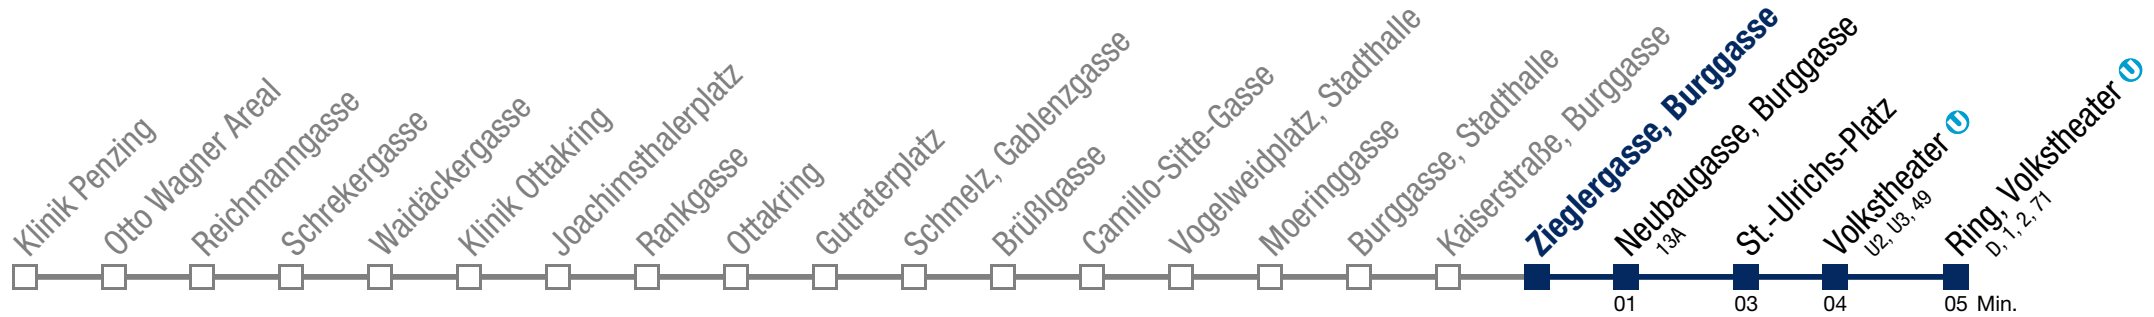 Klinik Penzing
Otto Wagner Areal
Reichmanngasse
Schrekergasse
Waidäckergasse
Klinik Ottakring
Joachimsthalerplatz
Rankgasse
Ottakring
Gutraterplatz
Schmelz, Gablenzgasse
Brüßlgasse
Camillo-Sitte-Gasse
Vogelweidplatz, Stadthalle
Moeringgasse
Burggasse, Stadthalle
Kaiserstraße, Burggasse
Zieglergasse, Burggasse
Neubaugasse, Burggasse
13A
St.-Ulrichs-Platz
Volkstheater U
U2, U3, 49
Ring, Volkstheater U
D, 1, 2, 71
01 03 04 05 Min.